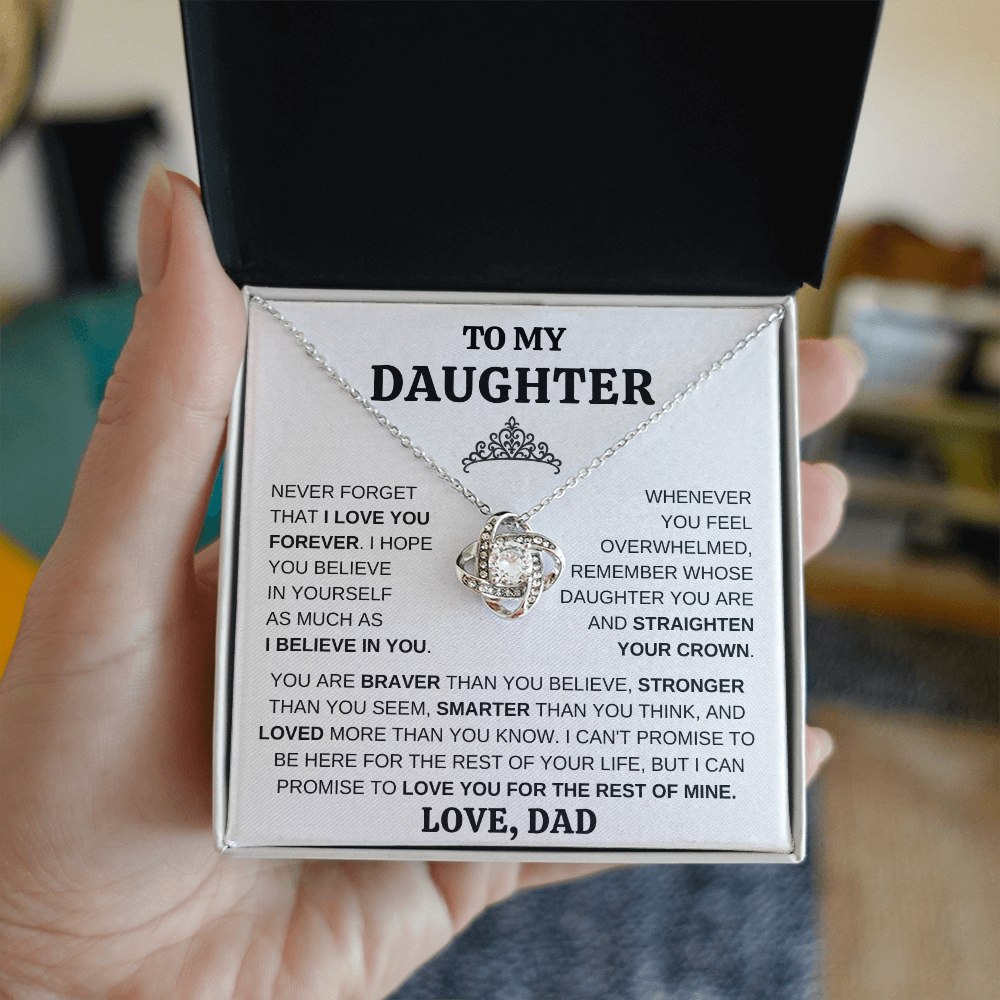 TO MY
DAUGHTER
NEVER FORGET
THAT I LOVE YOU
FOREVER. I HOPE
YOU BELIEVE
IN YOURSELF
AS MUCH AS
I BELIEVE IN YOU.
WHENEVER
YOU FEEL
OVERWHELMED,
REMEMBER WHOSE
DAUGHTER YOU ARE
AND STRAIGHTEN
YOUR CROWN.
YOU ARE BRAVER THAN YOU BELIEVE, STRONGER
THAN YOU SEEM, SMARTER THAN YOU THINK, AND
LOVED MORE THAN YOU KNOW. I CAN'T PROMISE TO
BE HERE FOR THE REST OF YOUR LIFE, BUT I CAN
PROMISE TO LOVE YOU FOR THE REST OF MINE.
LOVE, DAD